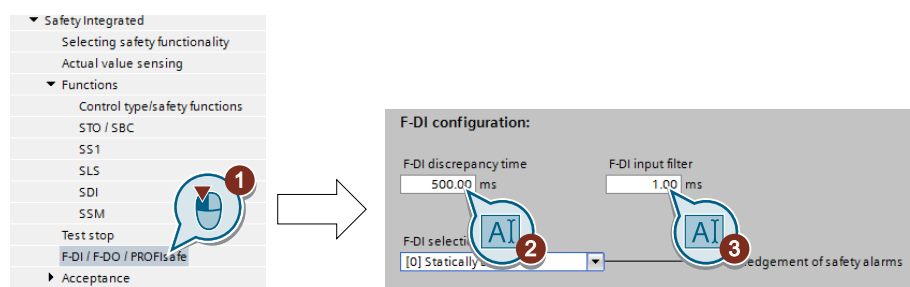 Safety Integrated
Selecting safety functionality
Actual value sensing
Functions
Control type/safety functions
STO / SBC
SS1
SLS
SDI
SSM
Test stop
F-DI / F-DO / PROFIsafe
Acceptance
1
F-DI configuration:
F-DI discrepancy time F-DI input filter
500.00 ms 1.00 ms
AI AI
2 3
F-DI
[0] Statically
of safety alarms